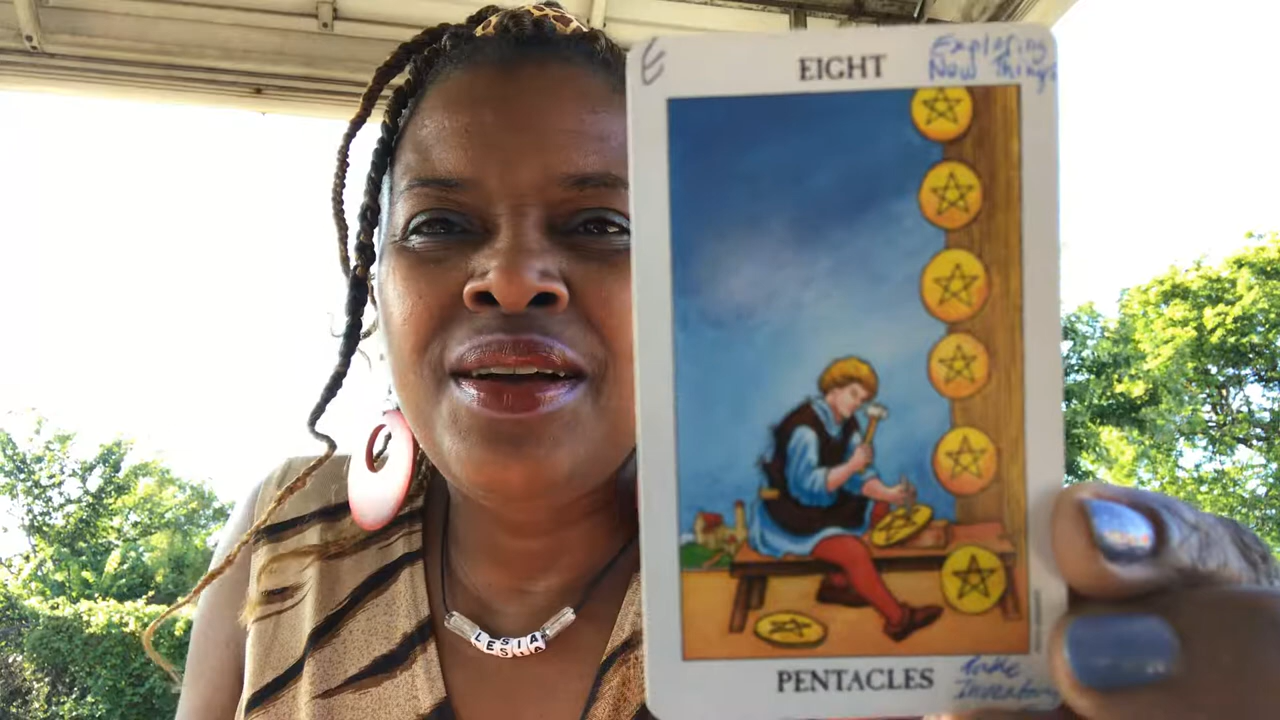 E
EIGHT
Exploring
New Things
PENTACLES
Take
Inventory
LESIA